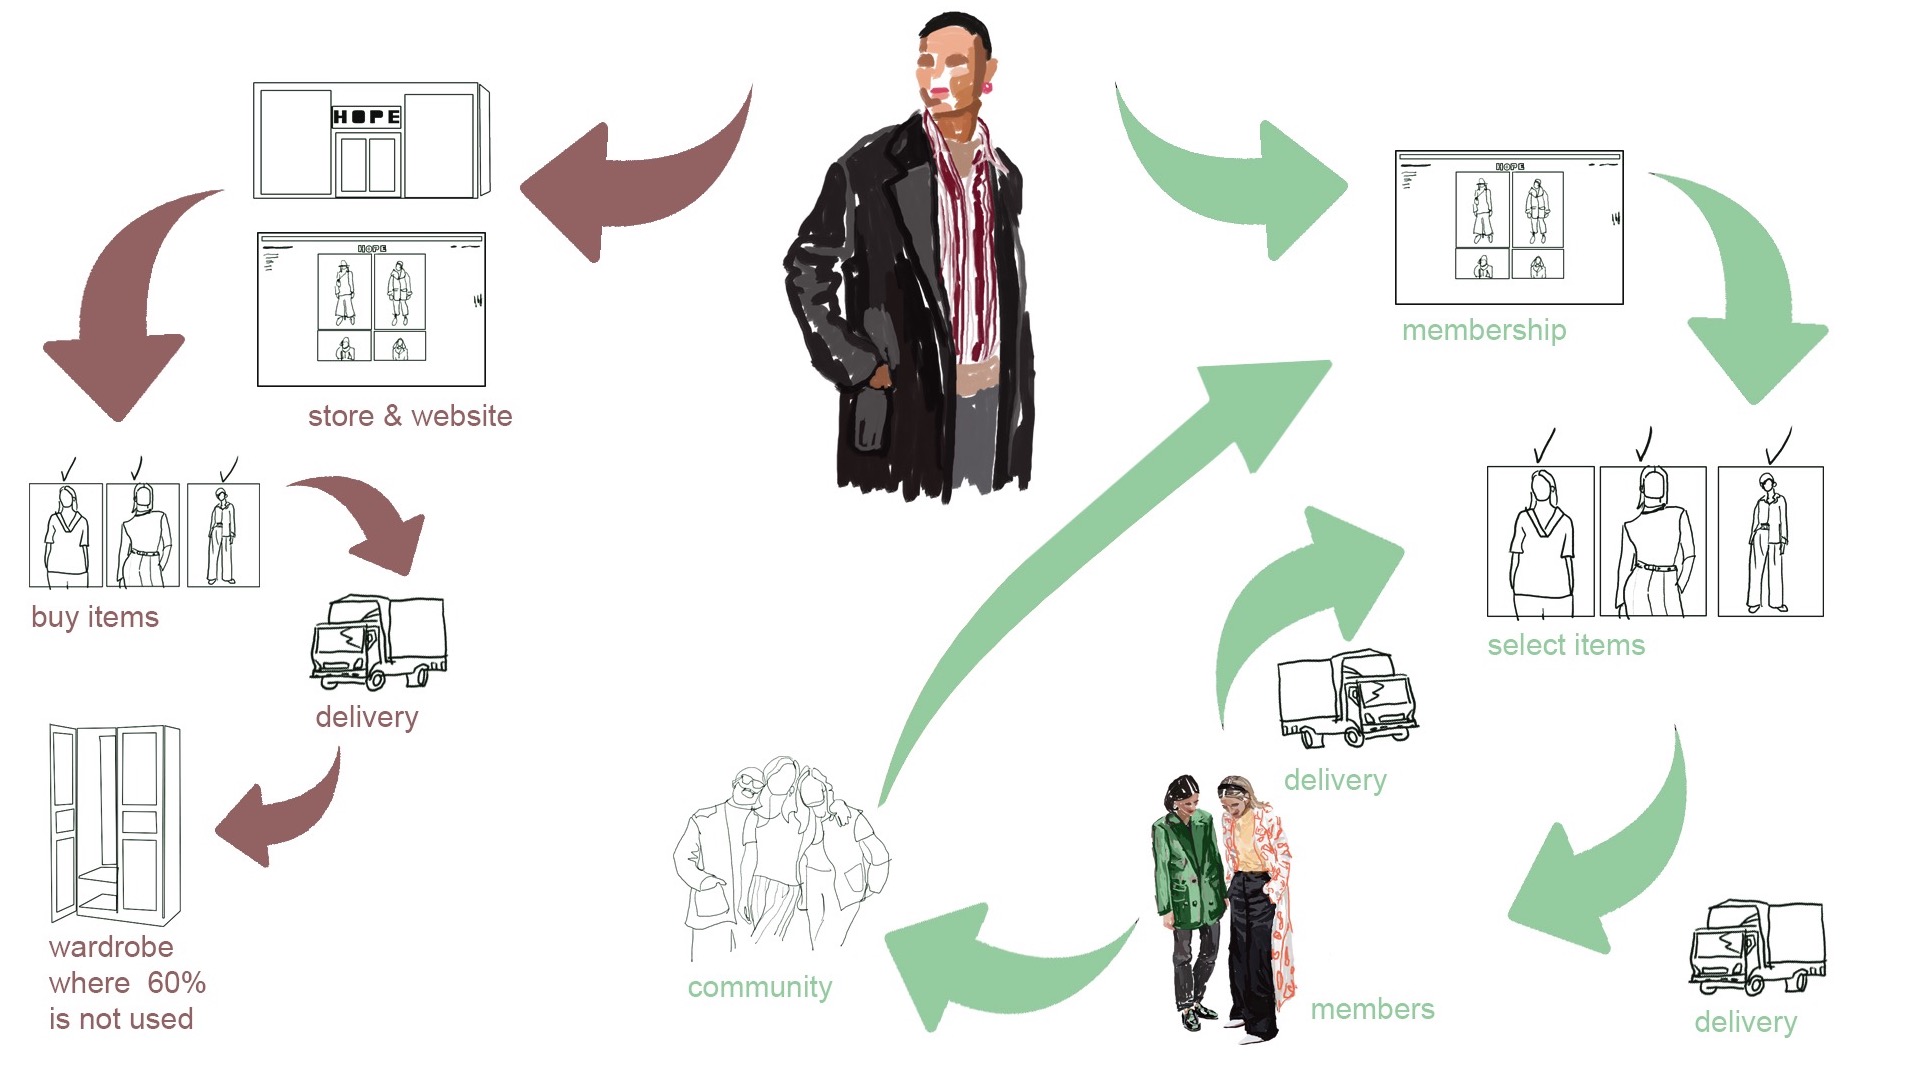 HOPE
HOPE
store & website
buy items
delivery
wardrobe
where 60%
is not used
HOPE
membership
select items
delivery
members
delivery
community